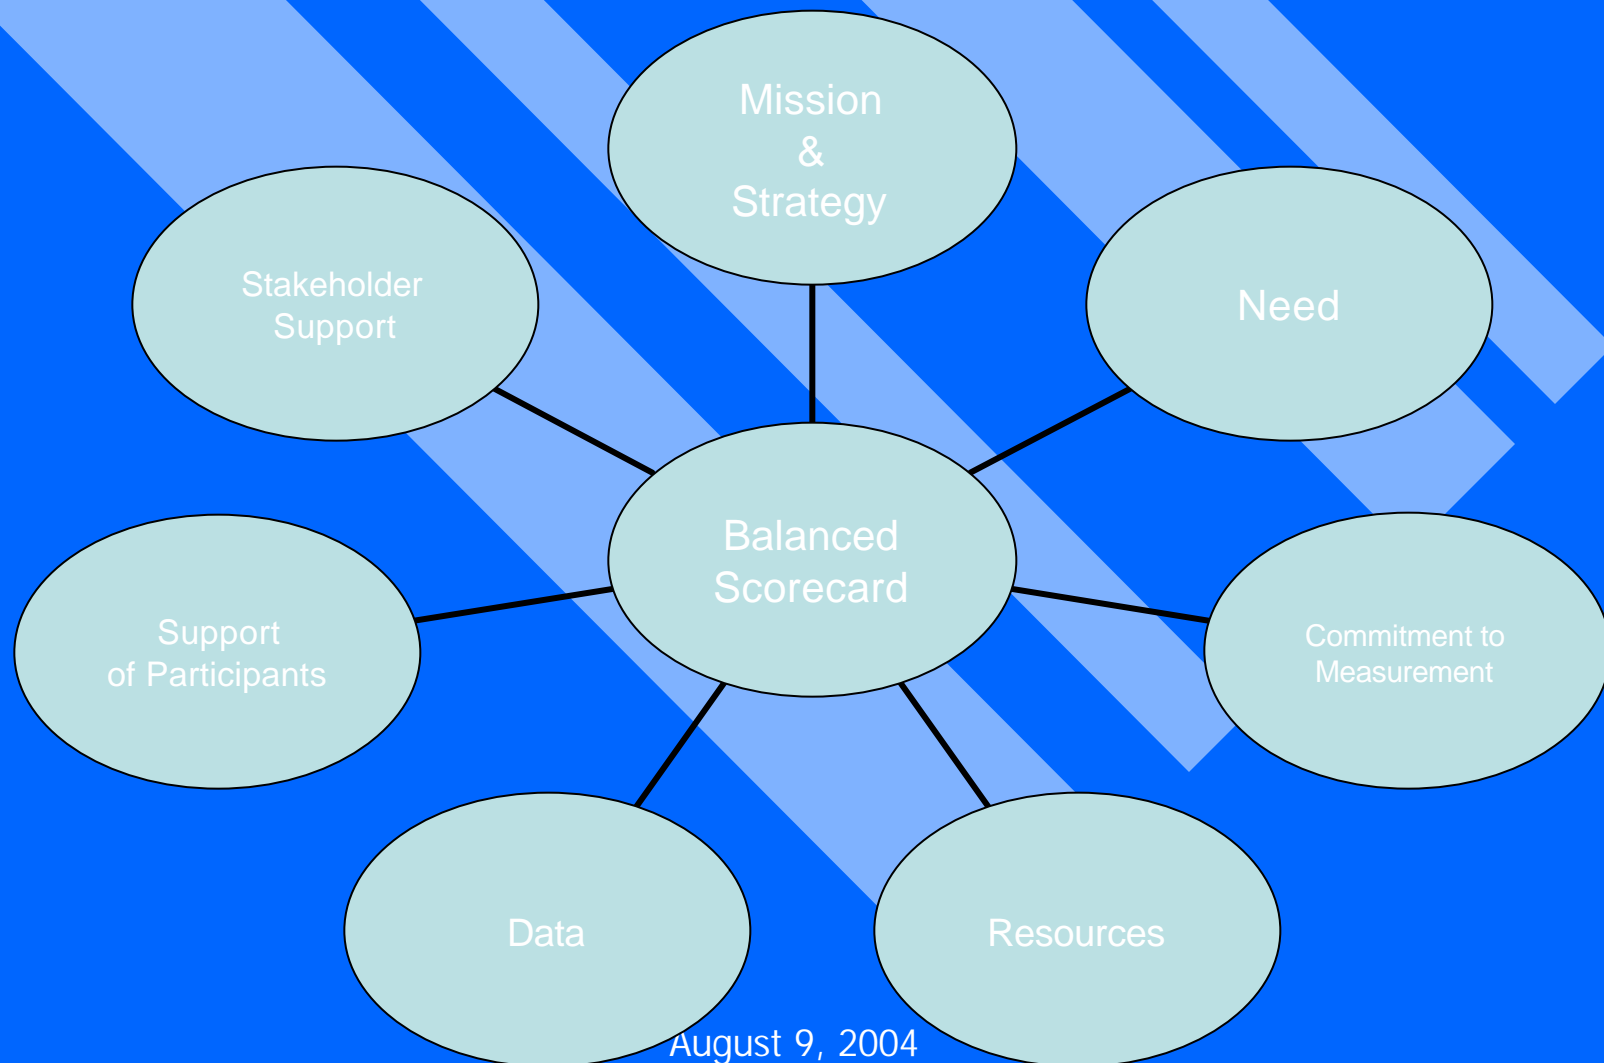 Mission
&
Strategy
Stakeholder
Support
Need
Balanced
Scorecard
Support
of Participants
Commitment to
Measurement
Data
Resources
August 9, 2004